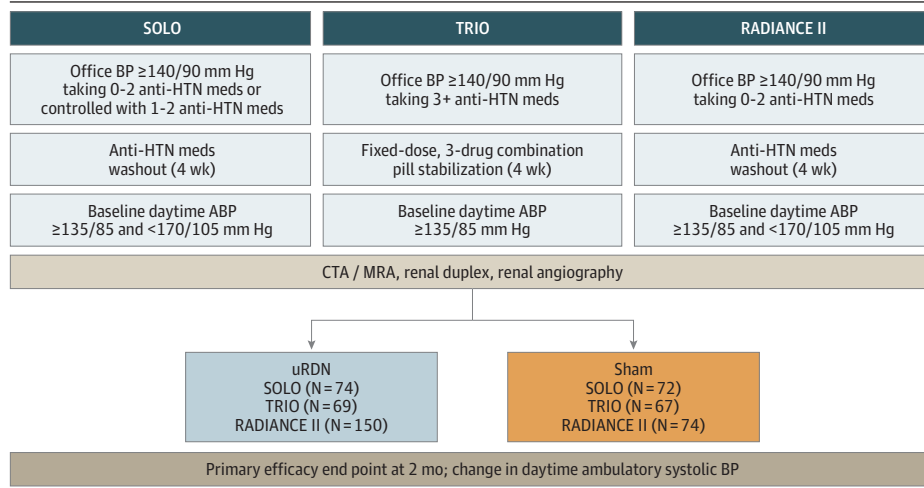 SOLO
Office BP ≥140/90 mm Hg
taking 0-2 anti-HTN meds or
controlled with 1-2 anti-HTN meds
Anti-HTN meds
washout (4 wk)
Baseline daytime ABP
≥135/85 and <170/105 mm Hg
TRIO
Office BP ≥140/90 mm Hg
taking 3+ anti-HTN meds
Fixed-dose, 3-drug combination
pill stabilization (4 wk)
Baseline daytime ABP
≥135/85 mm Hg
RADIANCE II
Office BP ≥140/90 mm Hg
taking 0-2 anti-HTN meds
Anti-HTN meds
washout (4 wk)
Baseline daytime ABP
≥135/85 and <170/105 mm Hg
CTA / MRA, renal duplex, renal angiography
uRDN
SOLO (N = 74)
TRIO (N = 69)
RADIANCE II (N = 150)
Sham
SOLO (N = 72)
TRIO (N = 67)
RADIANCE II (N = 74)
Primary efficacy end point at 2 mo; change in daytime ambulatory systolic BP